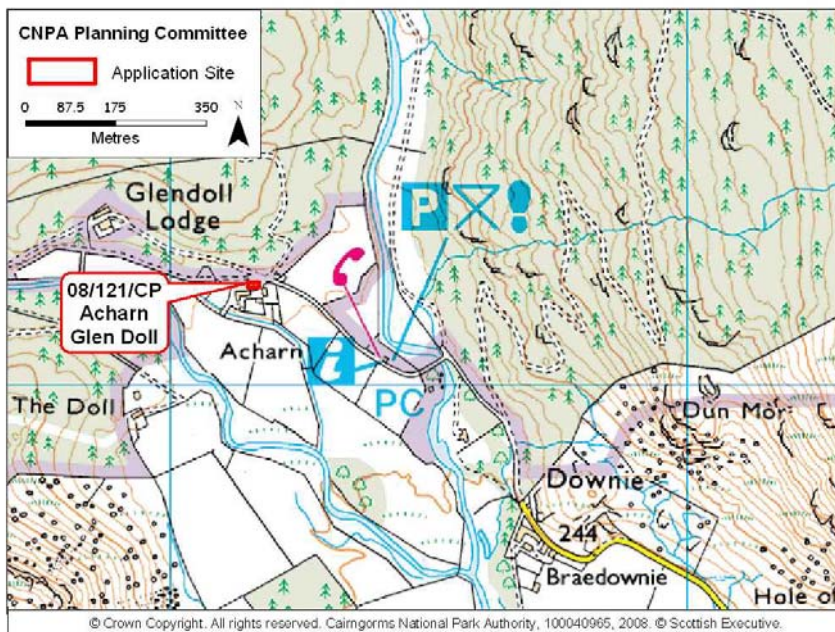 CNPA Planning Committee
Application Site
0 87.5 175 350
N
Metres
Glendoll
Lodge
P
08/121/CP
Acharn
Glen Doll
Acharn
i
PC
The Doll
Dun Mòr
Downie
244
Braedownie
Hole of
© Crown Copyright. All rights reserved. Cairngorms National Park Authority, 100040965, 2008. © Scottish Executive.